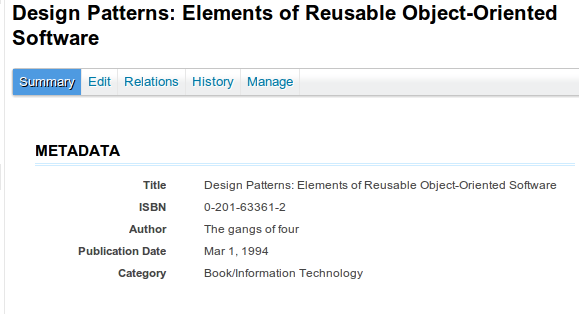 Design Patterns: Elements of Reusable Object-Oriented
Software
Summary Edit Relations History Manage
METADATA
Title Design Patterns: Elements of Reusable Object-Oriented Software
ISBN 0-201-63361-2
Author The gangs of four
Publication Date Mar 1, 1994
Category Book/Information Technology